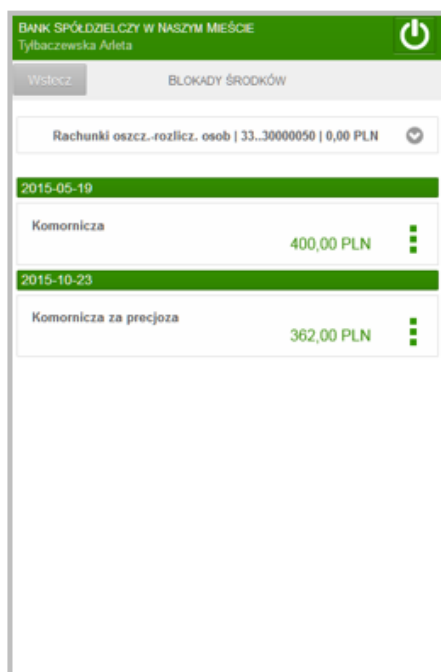 BANK SPÓŁDZIELCZY W NASZYM MIEŚCIE
Tyłbaczewska Arleta
Wstecz
BLOKADY ŚRODKÓW
Rachunki oszcz.-rozlicz. osob | 33..30000050 | 0,00 PLN
2015-05-19
Komornicza
400,00 PLN
2015-10-23
Komornicza za precjoza
362,00 PLN